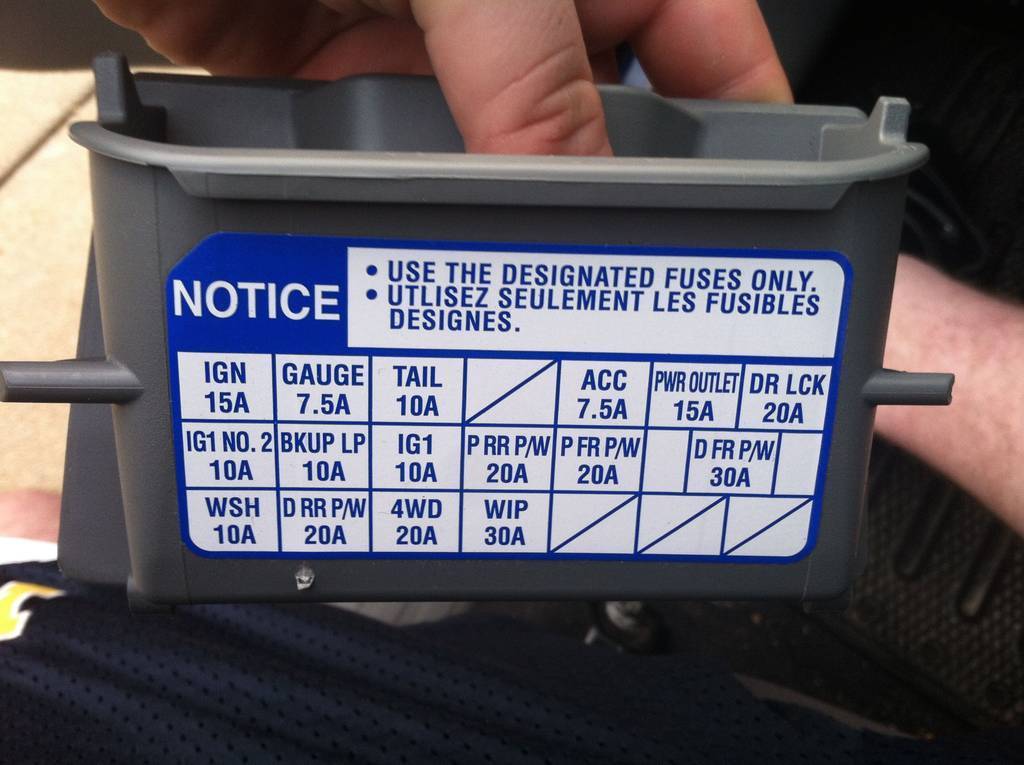 NOTICE
• USE THE DESIGNATED FUSES ONLY.
• UTLISEZ SEULEMENT LES FUSIBLES
DESIGNES.
IGN GAUGE TAIL ACC PWR OUTLET DR LCK
15A 7.5A 10A 7.5A 15A 20A
IG1 NO. 2 BKUP LP IG1 P RR P/W P FR P/W D FR P/W
10A 10A 10A 20A 20A 30A
WSH D RR P/W 4WD WIP
10A 20A 20A 30A